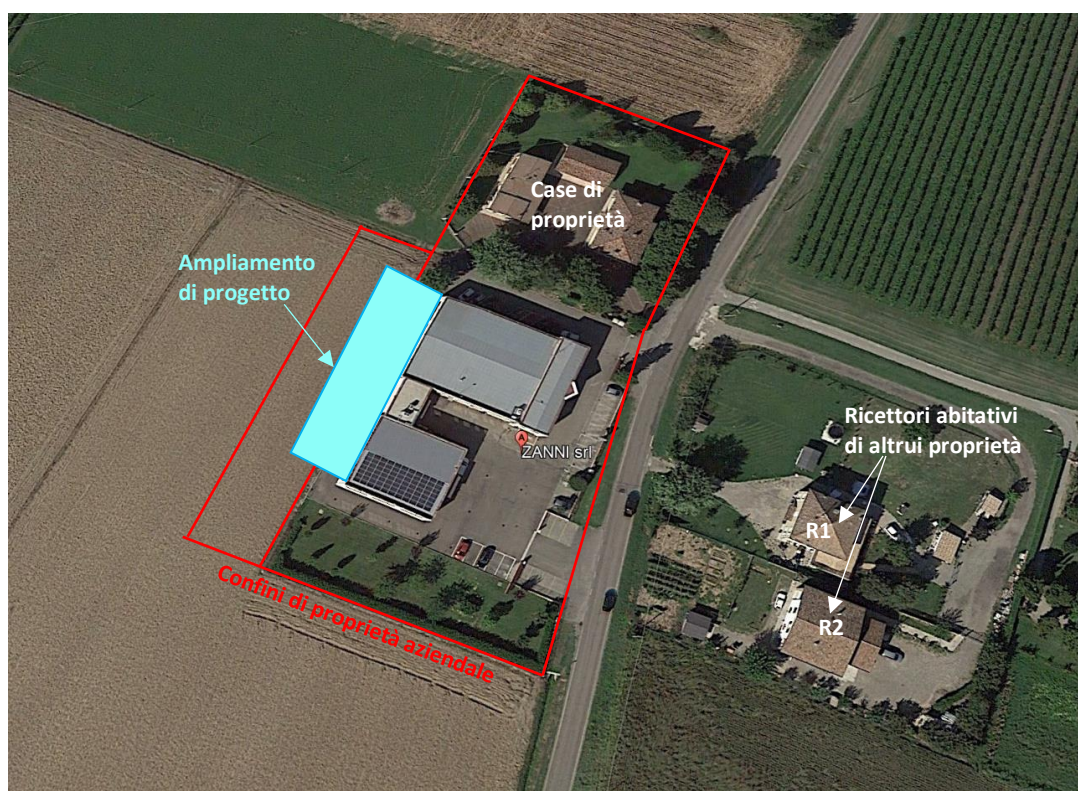 Case di
proprietà
Ampliamento
di progetto
Ricettori abitativi
di altrui proprietà
A
ZANNI srl
R1
R2
Confini di proprietà aziendale